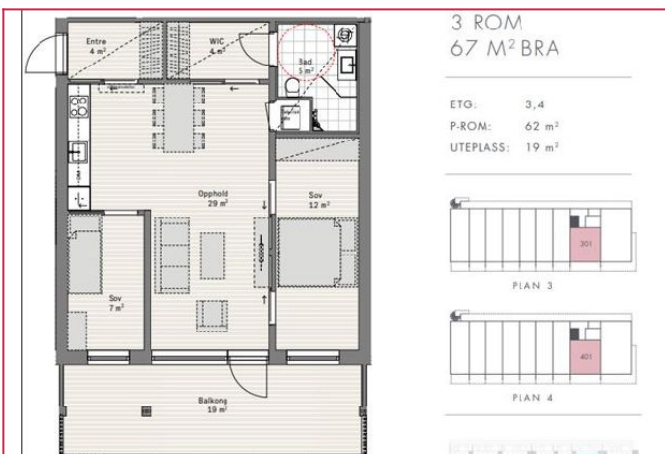 Entre
4 m²
WIC
4 m²
Bad
5 m²
Opphold
29 m²
Sov
12 m²
Sov
7 m²
Balkong
19 m²
3 ROM
67 M² BRA
ETG: 3,4
P-ROM: 62 m²
UTEPLASS: 19 m²
301
PLAN 3
401
PLAN 4